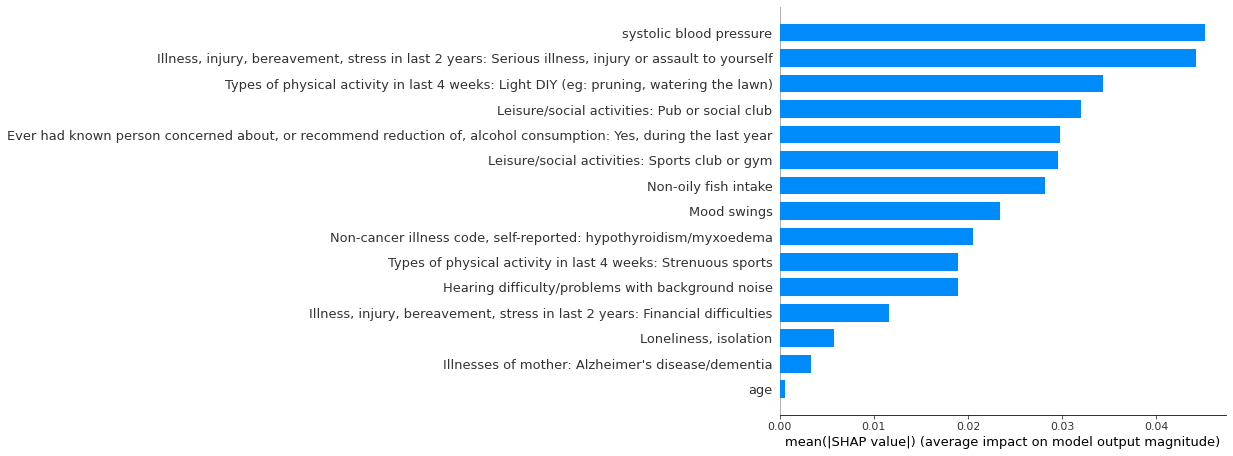 systolic blood pressure
Illness, injury, bereavement, stress in last 2 years: Serious illness, injury or assault to yourself
Types of physical activity in last 4 weeks: Light DIY (eg: pruning, watering the lawn)
Leisure/social activities: Pub or social club
Ever had known person concerned about, or recommend reduction of, alcohol consumption: Yes, during the last year
Leisure/social activities: Sports club or gym
Non-oily fish intake
Mood swings
Non-cancer illness code, self-reported: hypothyroidism/myxoedema
Types of physical activity in last 4 weeks: Strenuous sports
Hearing difficulty/problems with background noise
Illness, injury, bereavement, stress in last 2 years: Financial difficulties
Loneliness, isolation
Illnesses of mother: Alzheimer's disease/dementia
age
0.00 0.01 0.02 0.03 0.04
mean(|SHAP value|) (average impact on model output magnitude)